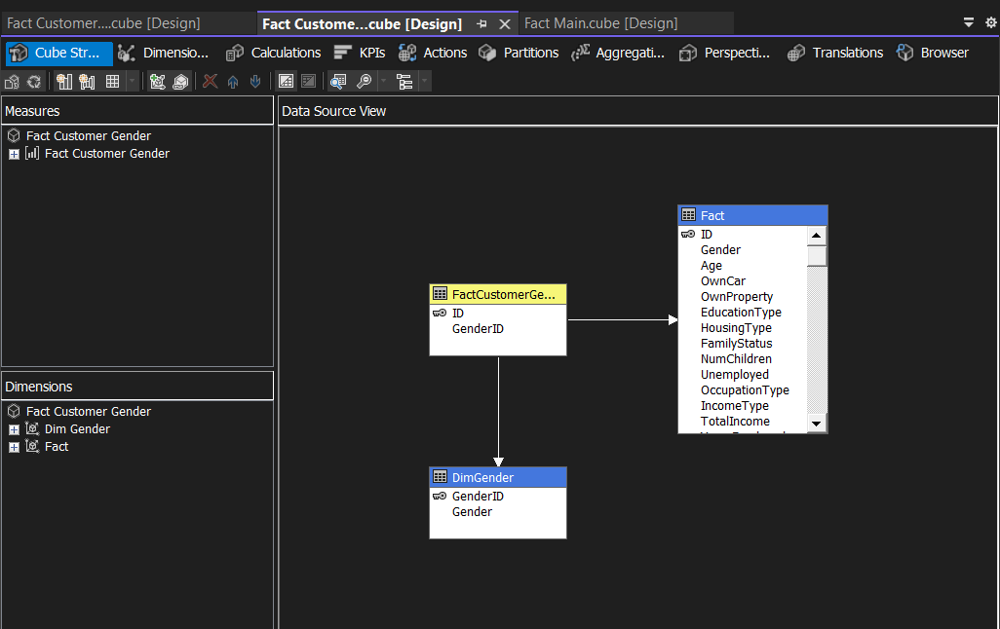 Fact Customer....cube [Design]
Fact Custome...cube [Design]
Fact Main.cube [Design]
Cube Str...
Dimensio...
Calculations
KPIs
Actions
Partitions
Aggregati...
Perspecti...
Translations
Browser
Measures
Fact Customer Gender
Fact Customer Gender
Dimensions
Fact Customer Gender
Dim Gender
Fact
Data Source View
FactCustomerGe...
ID
GenderID
DimGender
GenderID
Gender
Fact
ID
Gender
Age
OwnCar
OwnProperty
EducationType
HousingType
FamilyStatus
NumChildren
Unemployed
OccupationType
IncomeType
TotalIncome